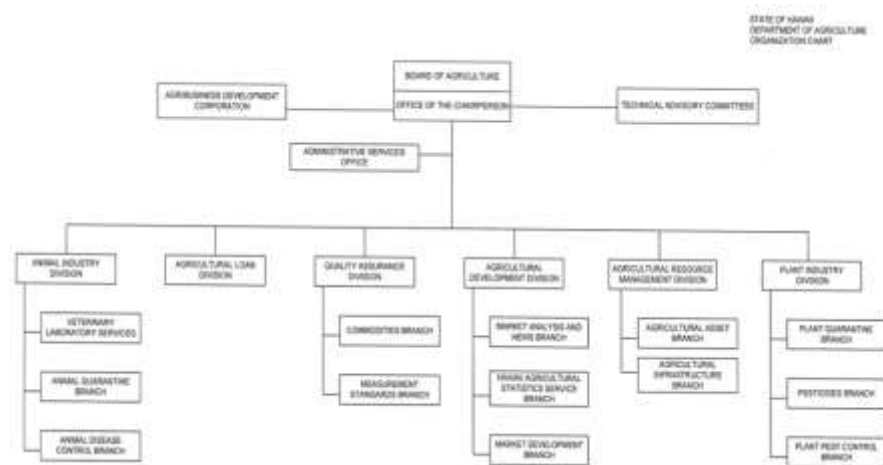 STATE OF HAWAII
DEPARTMENT OF AGRICULTURE
ORGANIZATION CHART
BOARD OF AGRICULTURE
OFFICE OF THE CHAIRPERSON
AGRIBUSINESS DEVELOPMENT
CORPORATION
TECHNICAL ADVISORY COMMITTEES
ADMINISTRATIVE SERVICES
OFFICE
ANIMAL INDUSTRY
DIVISION
AGRICULTURAL LOAN
DIVISION
QUALITY ASSURANCE
DIVISION
AGRICULTURAL
DEVELOPMENT DIVISION
AGRICULTURAL RESOURCE
MANAGEMENT DIVISION
PLANT INDUSTRY
DIVISION
VETERINARY
LABORATORY SERVICES
COMMODITIES BRANCH
MARKET ANALYSIS AND
NEWS BRANCH
AGRICULTURAL ASSET
BRANCH
PLANT QUARANTINE
BRANCH
ANIMAL QUARANTINE
BRANCH
MEASUREMENT
STANDARDS BRANCH
HAWAII AGRICULTURAL
STATISTICS SERVICE
BRANCH
AGRICULTURAL
INFRASTRUCTURE
BRANCH
PESTICIDES BRANCH
ANIMAL DISEASE
CONTROL BRANCH
MARKET DEVELOPMENT
BRANCH
PLANT PEST CONTROL
BRANCH